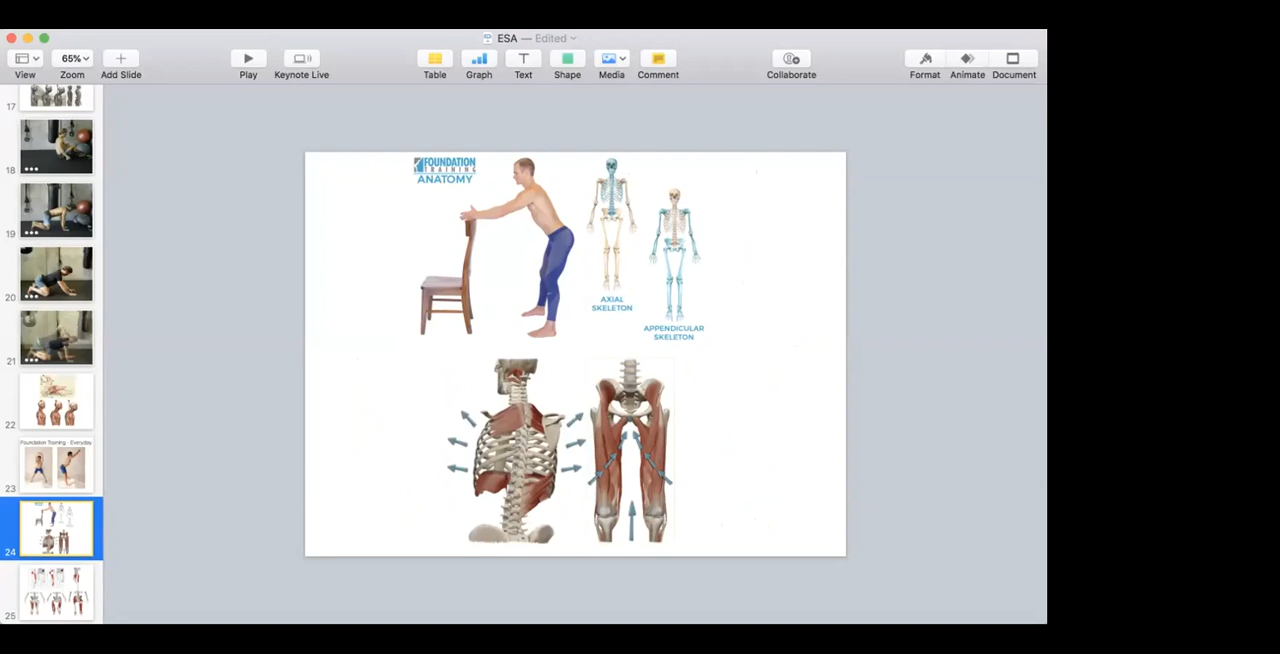 ESA — Edited
65%
View
Zoom
Add Slide
Play
Keynote Live
Table
Graph
Text
Shape
Media
Comment
Collaborate
Format
Animate
Document
17
18
19
20
21
22
Foundation Training - Everyday
23
24
25
FOUNDATION
TRAINING
ANATOMY
AXIAL
SKELETON
APPENDICULAR
SKELETON